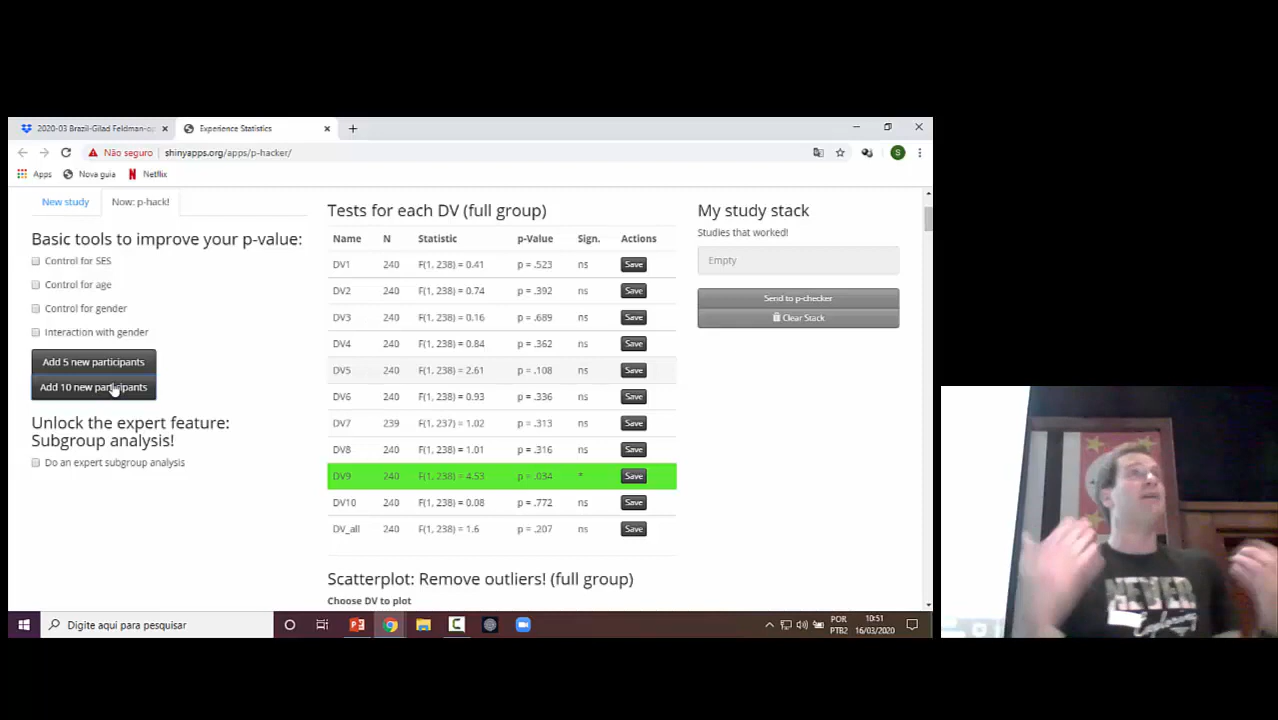 2020-03 Brazil-Gilad Feldman-op
Experience Statistics
Não seguro
shinyapps.org/apps/p-hacker/
Apps
Nova guia
Netflix
New study
Now: p-hack!
Basic tools to improve your p-value:
Control for SES
Control for age
Control for gender
Interaction with gender
Add 5 new participants
Add 10 new participants
Unlock the expert feature:
Subgroup analysis!
Do an expert subgroup analysis
Tests for each DV (full group)
Name N Statistic p-Value Sign. Actions
DV1 240 F(1, 238) = 0.41 p = .523 ns Save
DV2 240 F(1, 238) = 0.74 p = .392 ns Save
DV3 240 F(1, 238) = 0.16 p = .689 ns Save
DV4 240 F(1, 238) = 0.84 p = .362 ns Save
DV5 240 F(1, 238) = 2.61 p = .108 ns Save
DV6 240 F(1, 238) = 0.93 p = .336 ns Save
DV7 239 F(1, 237) = 1.02 p = .313 ns Save
DV8 240 F(1, 238) = 1.01 p = .316 ns Save
DV9 240 F(1, 238) = 4.53 p = .034 * Save
DV10 240 F(1, 238) = 0.08 p = .772 ns Save
DV_all 240 F(1, 238) = 1.6 p = .207 ns Save
Scatterplot: Remove outliers! (full group)
Choose DV to plot
My study stack
Studies that worked!
Empty
Send to p-checker
Clear Stack
Digite aqui para pesquisar
POR
PTB2
10:51
16/03/2020
NEVER
Exploring